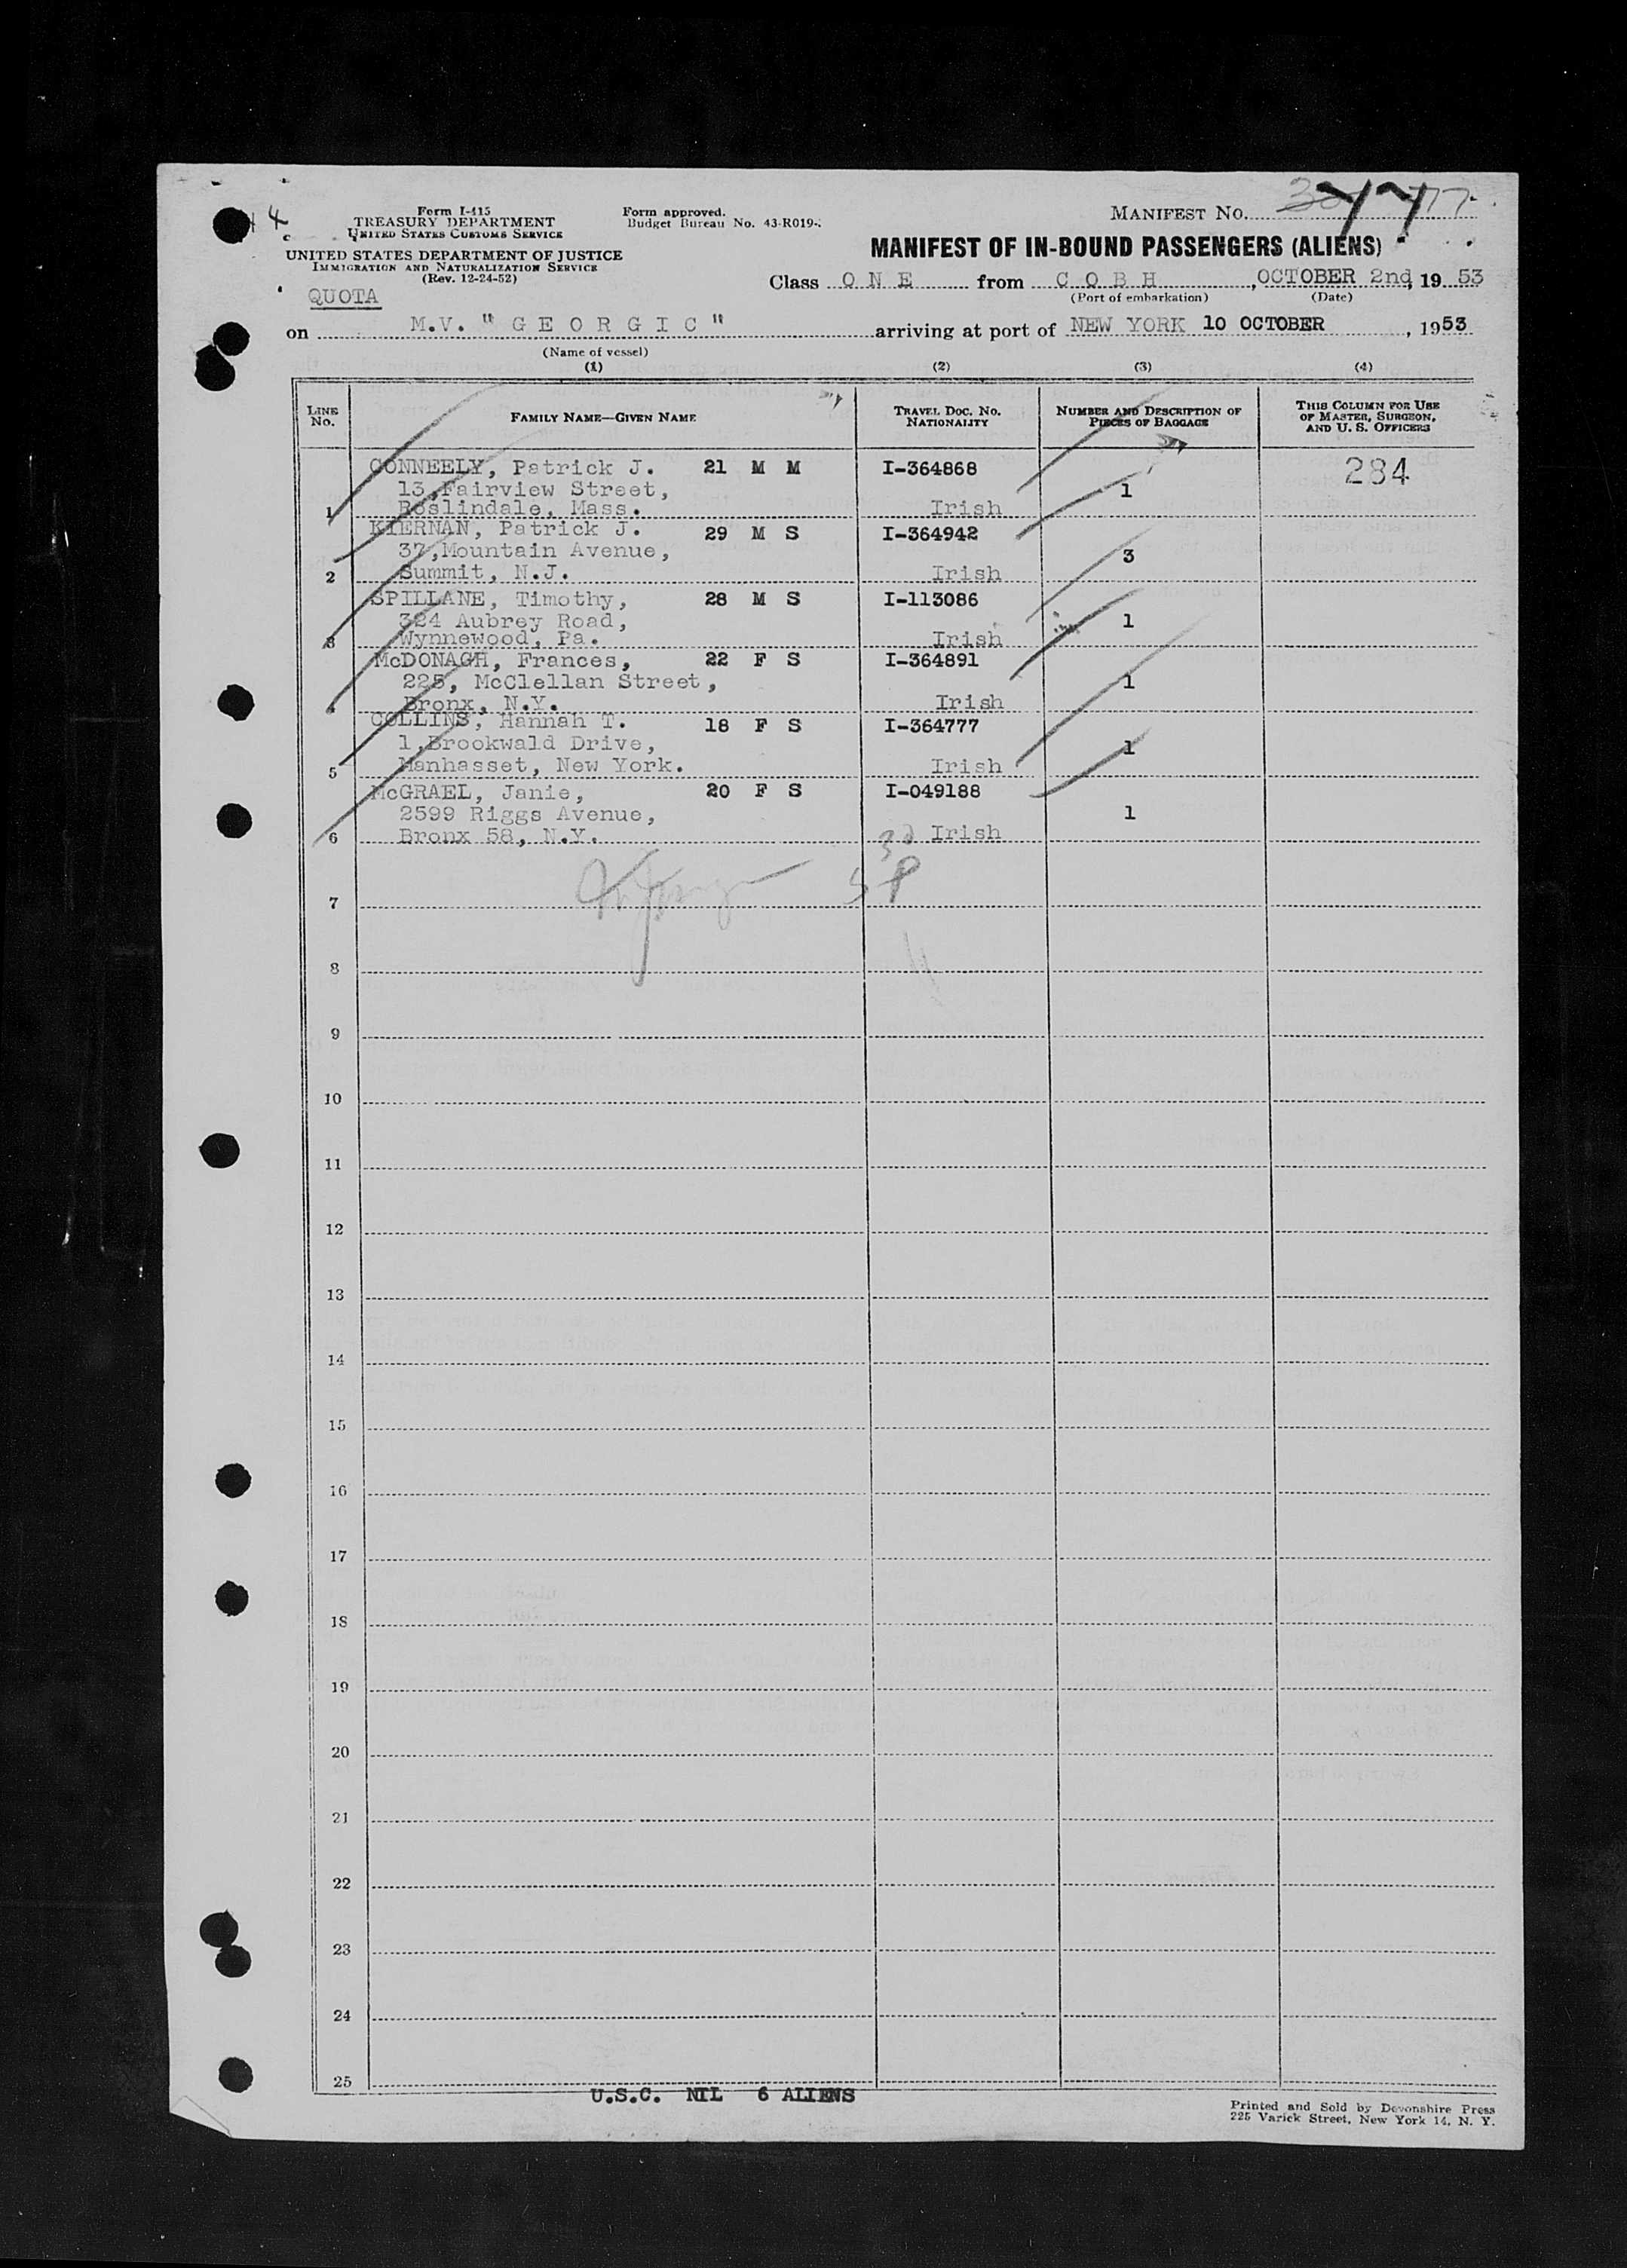 4
Form I-415
TREASURY DEPARTMENT
UNITED STATES CUSTOMS SERVICE
UNITED STATES DEPARTMENT OF JUSTICE
IMMIGRATION AND NATURALIZATION SERVICE
(Rev. 12-24-52)
QUOTA
Form approved.
Budget Bureau No. 43-R019-
MANIFEST No.
MANIFEST OF IN-BOUND PASSENGERS (ALIENS)
Class O N E from C O B H, OCTOBER 2nd, 19 53
(Port of embarkation) (Date)
on M.V. "G E O R G I C" arriving at port of NEW YORK 10 OCTOBER, 1953
(Name of vessel)
(1) (2) (3) (4)
LINE No. FAMILY NAME—GIVEN NAME TRAVEL DOC. NO. NATIONALITY NUMBER AND DESCRIPTION OF PIECES OF BAGGAGE THIS COLUMN FOR USE OF MASTER, SURGEON, AND U. S. OFFICERS
CONNEELY, Patrick J. 21 M M I-364868 284
13,Fairview Street, 1
1 Roslindale, Mass. Irish
KIERNAN, Patrick J. 29 M S I-364942
37,Mountain Avenue, 3
2 Summit, N.J. Irish
SPILLANE, Timothy, 28 M S I-113086
324 Aubrey Road, 1
3 Wynnewood, Pa. Irish
McDONAGH, Frances, 22 F S I-364891
225, McClellan Street, 1
4 Bronx, N.Y. Irish
COLLINS, Hannah T. 18 F S I-364777
1,Brookwald Drive, 1
5 Manhasset, New York. Irish
McGRAEL, Janie, 20 F S I-049188
2599 Riggs Avenue, 1
6 Bronx 58, N.Y. Irish
7
8
9
10
11
12
13
14
15
16
17
18
19
20
21
22
23
24
25
U.S.C. NIL 6 ALIENS
Printed and Sold by Devonshire Press
225 Varick Street, New York 14, N. Y.